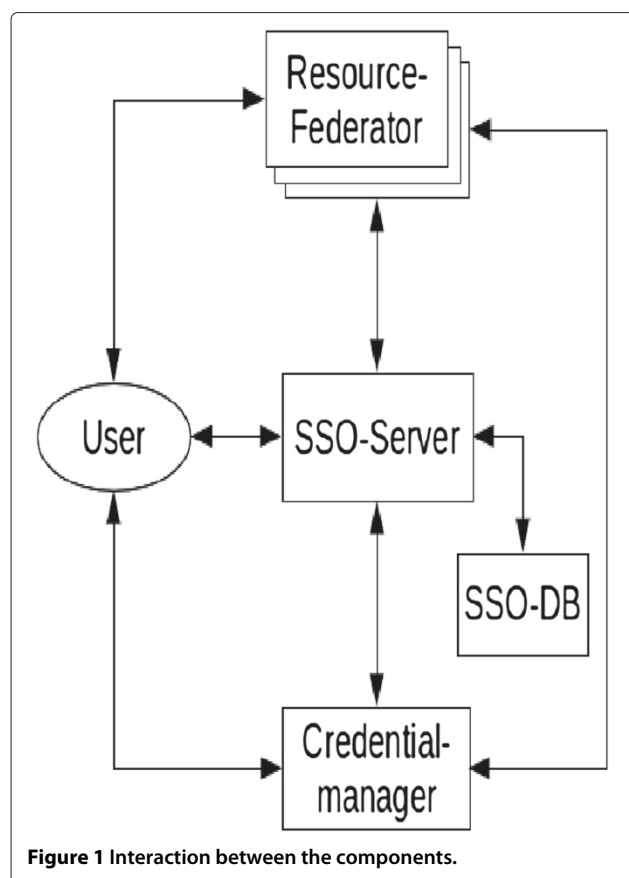 Resource-
Federator
User
SSO-Server
SSO-DB
Credential-
manager
Figure 1 Interaction between the components.